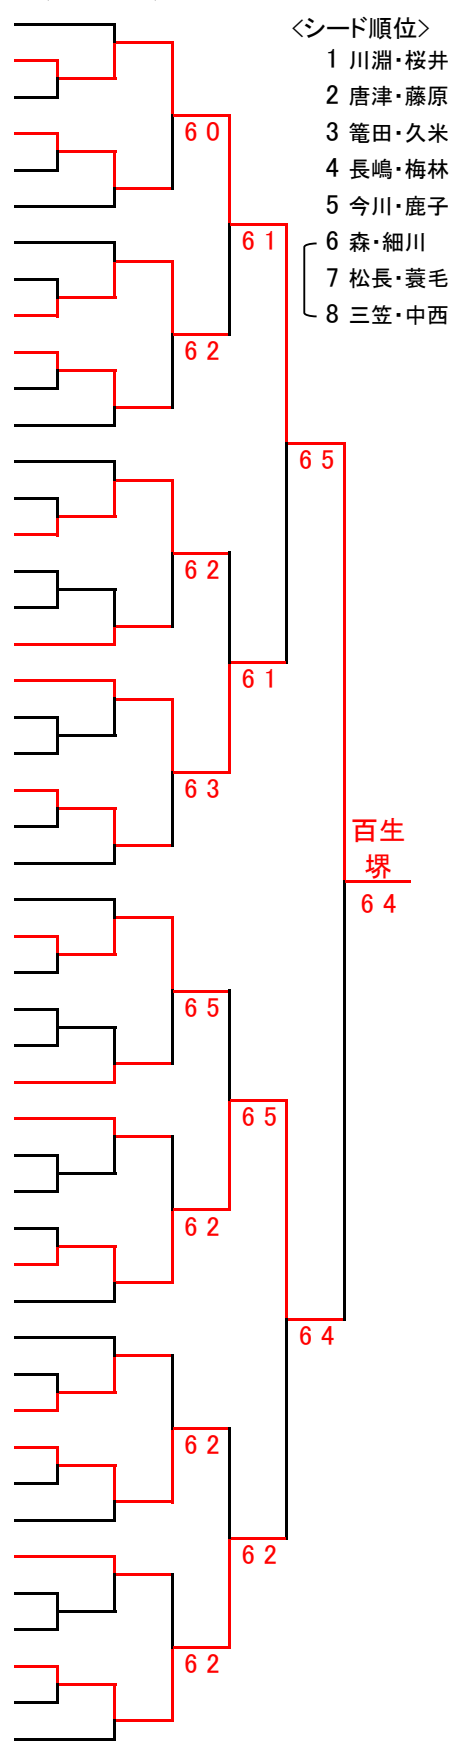 ＜シード順位＞
1 川淵・桜井
2 唐津・藤原
3 篭田・久米
4 長嶋・梅林
5 今川・鹿子
6 森・細川
7 松長・蓑毛
8 三笠・中西
6 0
6 1
6 2
6 5
6 2
6 1
6 3
百生
堺
6 4
6 5
6 5
6 2
6 4
6 2
6 2
6 2